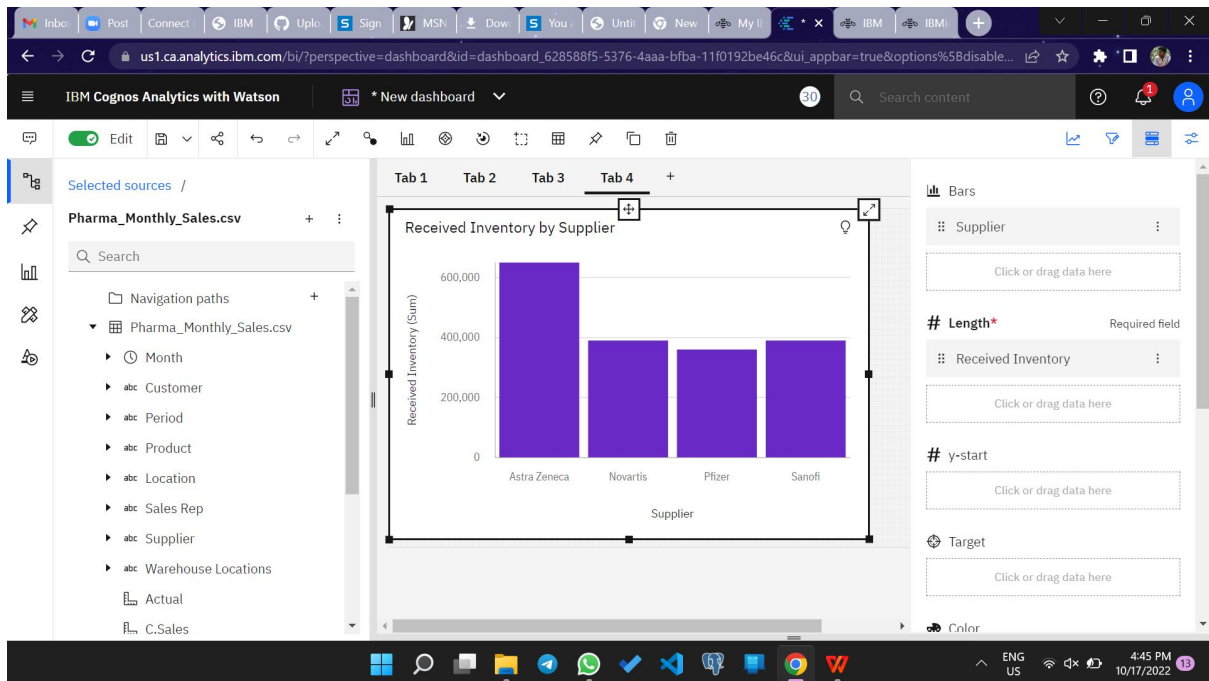 Inbo Post Connect IBM Uplo Sign MSN Dow You Untit New My I * IBM IBM
us1.ca.analytics.ibm.com/bi/?perspective=dashboard&id=dashboard_628588f5-5376-4aaa-bfba-11f0192be46c&ui_appbar=true&options%5Bdisable...
IBM Cognos Analytics with Watson
* New dashboard
30
Search content
1
Edit
Selected sources /
Pharma_Monthly_Sales.csv
Search
Navigation paths
Pharma_Monthly_Sales.csv
Month
abc Customer
abc Period
abc Product
abc Location
abc Sales Rep
abc Supplier
abc Warehouse Locations
Actual
C.Sales
Tab 1 Tab 2 Tab 3 Tab 4 +
Received Inventory by Supplier
Received Inventory (Sum)
600,000
400,000
200,000
0
Astra Zeneca Novartis Pfizer Sanofi
Supplier
Bars
Supplier
Click or drag data here
# Length* Required field
Received Inventory
Click or drag data here
# y-start
Click or drag data here
Target
Click or drag data here
Color
ENG
US
4:45 PM
10/17/2022
13